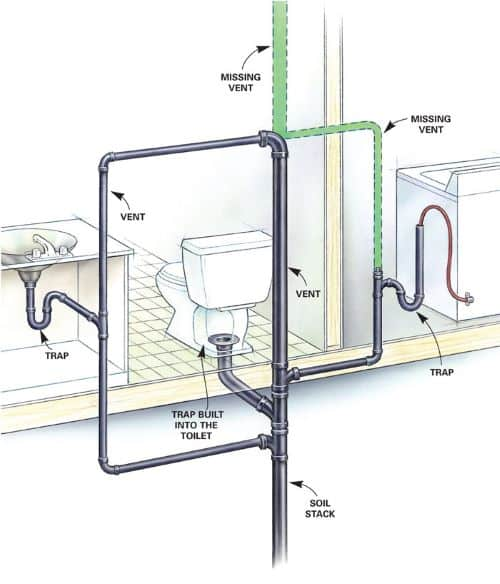 MISSING
VENT
MISSING
VENT
VENT
VENT
TRAP
TRAP
TRAP BUILT
INTO THE
TOILET
SOIL
STACK